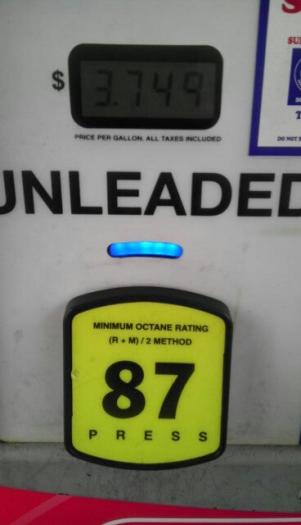 $ 3.749
PRICE PER GALLON. ALL TAXES INCLUDED
UNLEADED
MINIMUM OCTANE RATING
(R + M) / 2 METHOD
87
PRESS